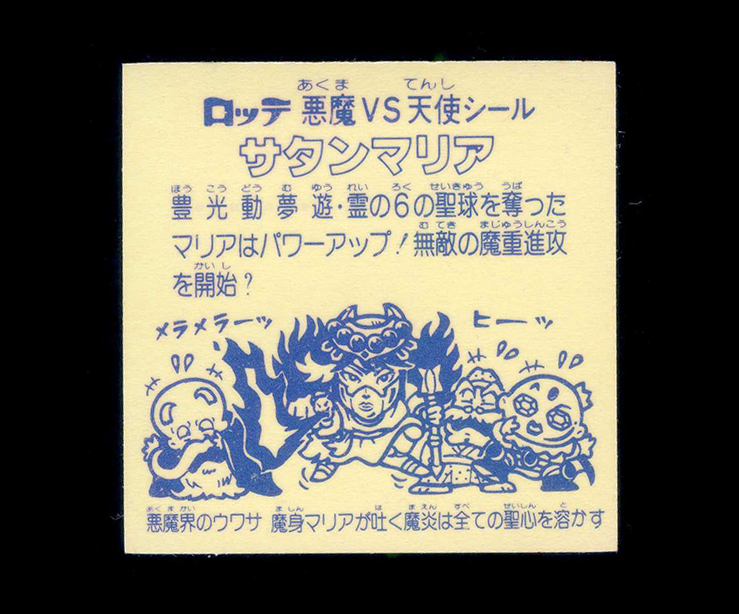 あくま てんし
ロッテ 悪魔VS天使シール
サタンマリア
ほう こう どう む ゆう れい ろく せいきゅう うば
豊光動夢遊・霊の6の聖球を奪った
むてき まじゅうしんこう
マリアはパワーアップ！無敵の魔重進攻
かいし
を開始？
メラメラーッ
ヒーッ
あくまかい ましん は まえん すべ せいしん と
悪魔界のウワサ 魔身マリアが吐く魔炎は全ての聖心を溶かす